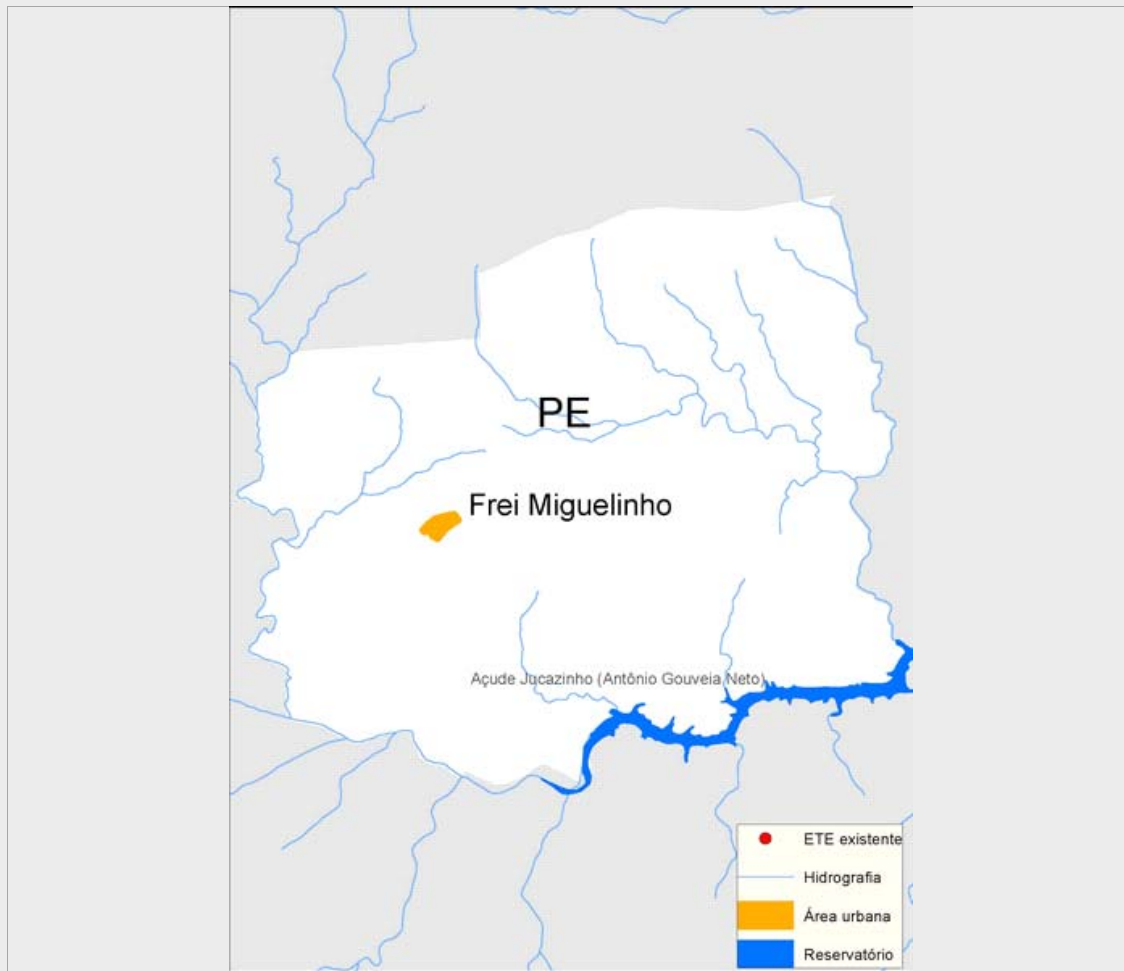 PE
Frei Miguelinho
Açude Jucazinho (Antônio Gouveia Neto)
ETE existente
Hidrografia
Área urbana
Reservatório